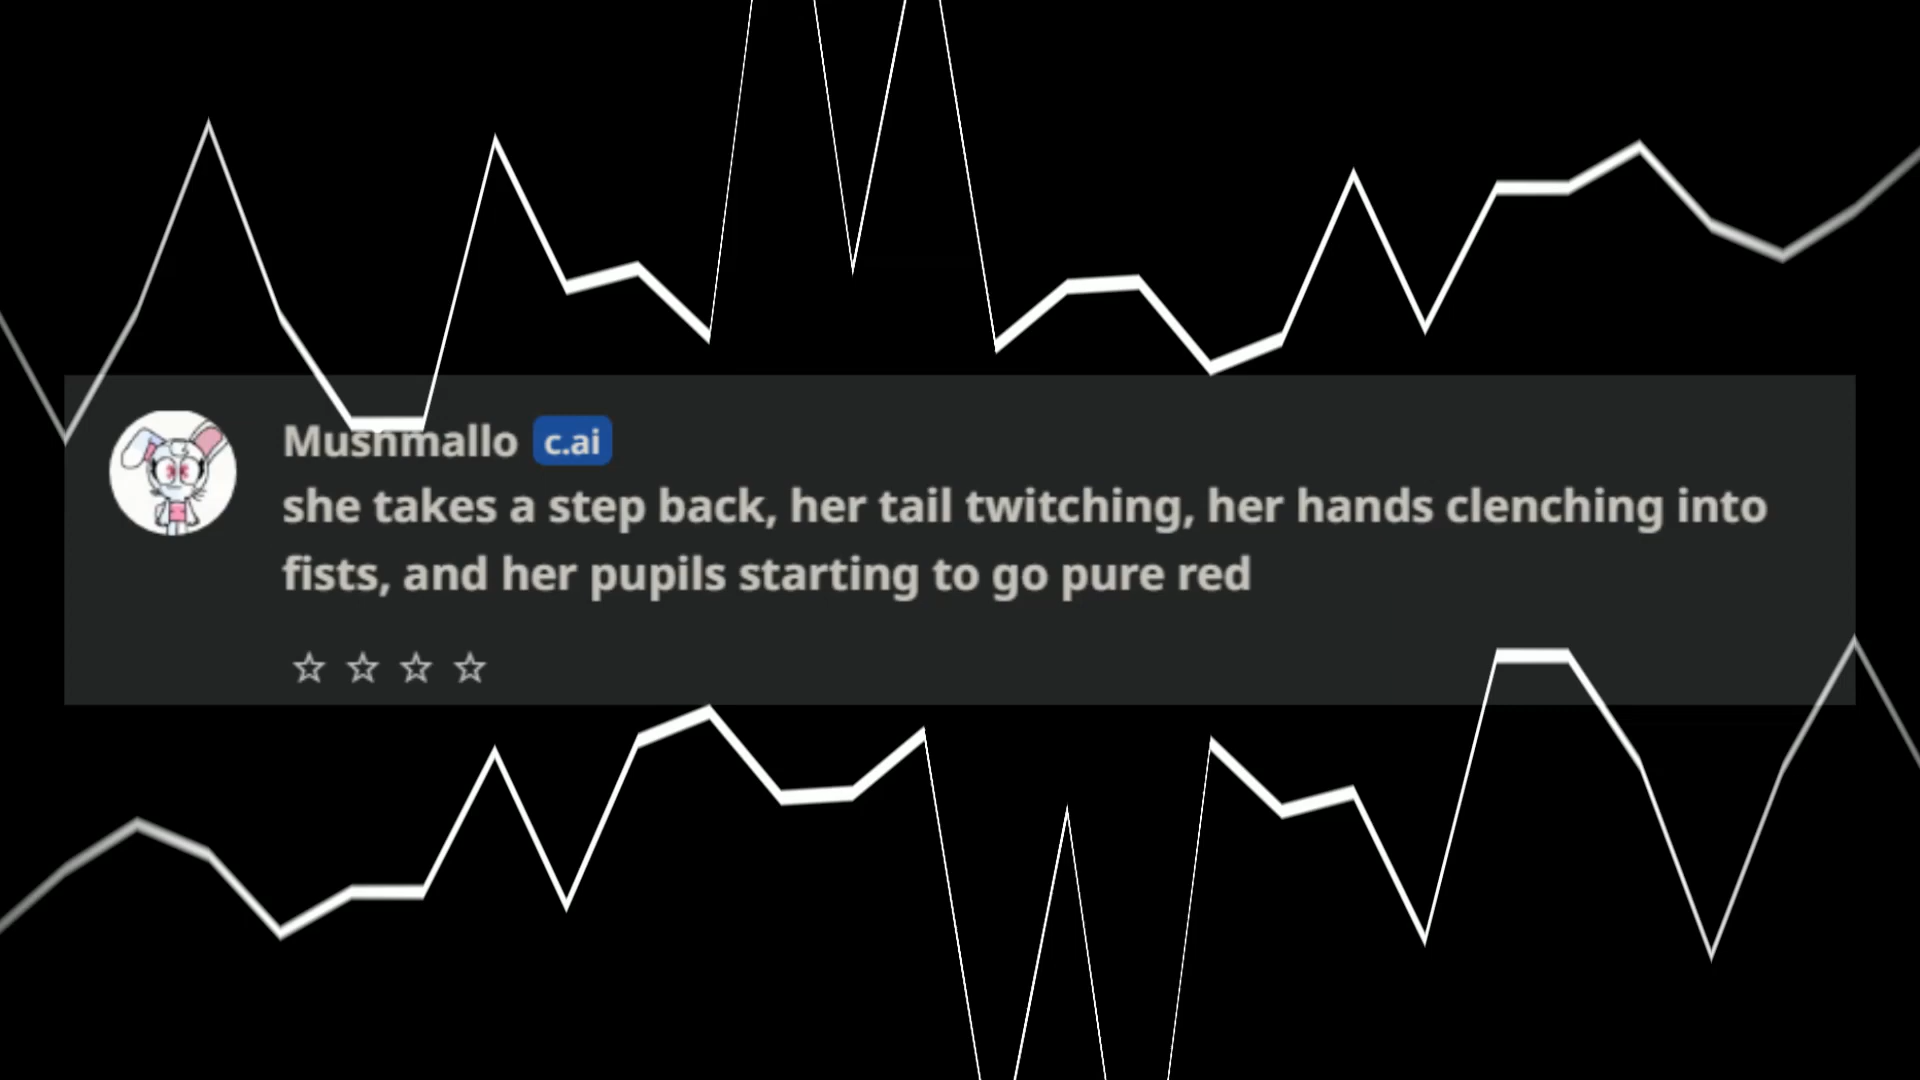 Mushmallo c.ai
she takes a step back, her tail twitching, her hands clenching into
fists, and her pupils starting to go pure red